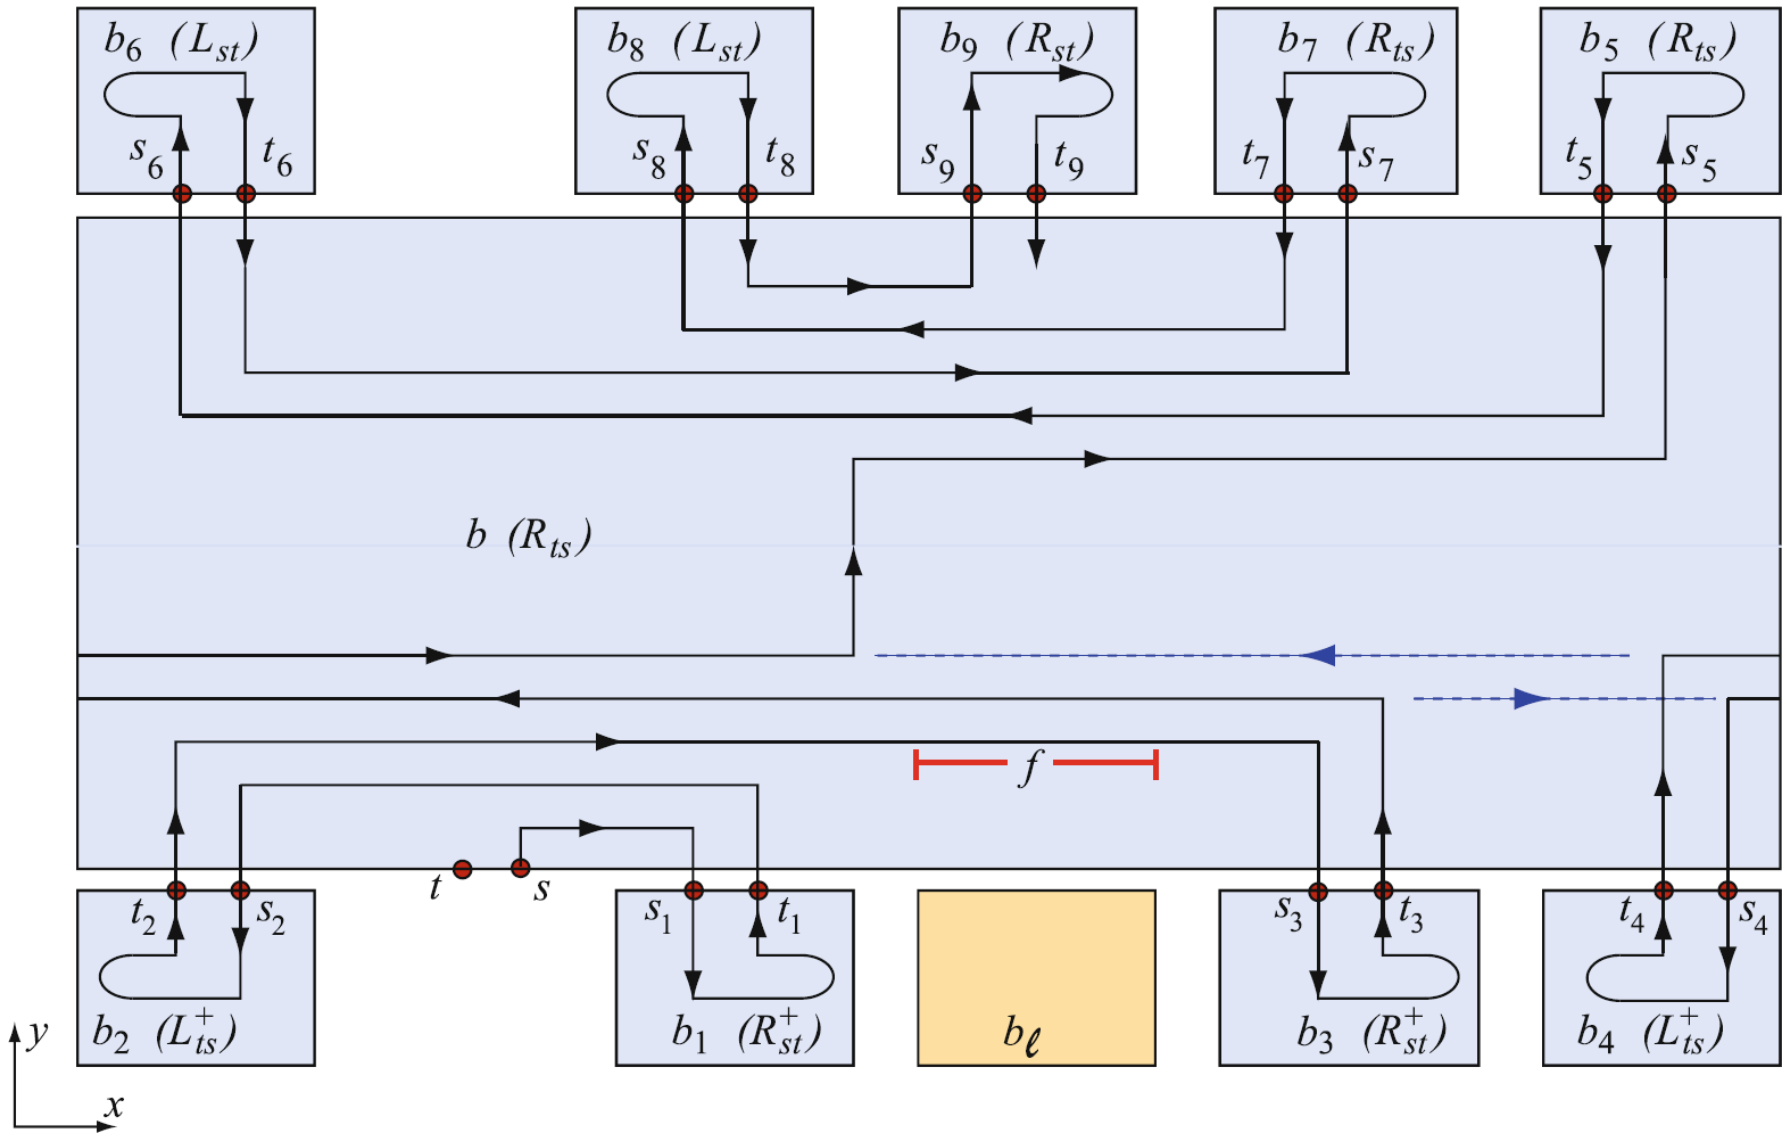 b6 (Lst) b8 (Lst) b9 (Rst) b7 (Rts) b5 (Rts)
s6 t6 s8 t8 s9 t9 t7 s7 t5 s5
b (Rts)
f
t s
t2 s2 s1 t1 s3 t3 t4 s4
b2 (L+ts) b1 (R+st) bℓ b3 (R+st) b4 (L+ts)
y
x